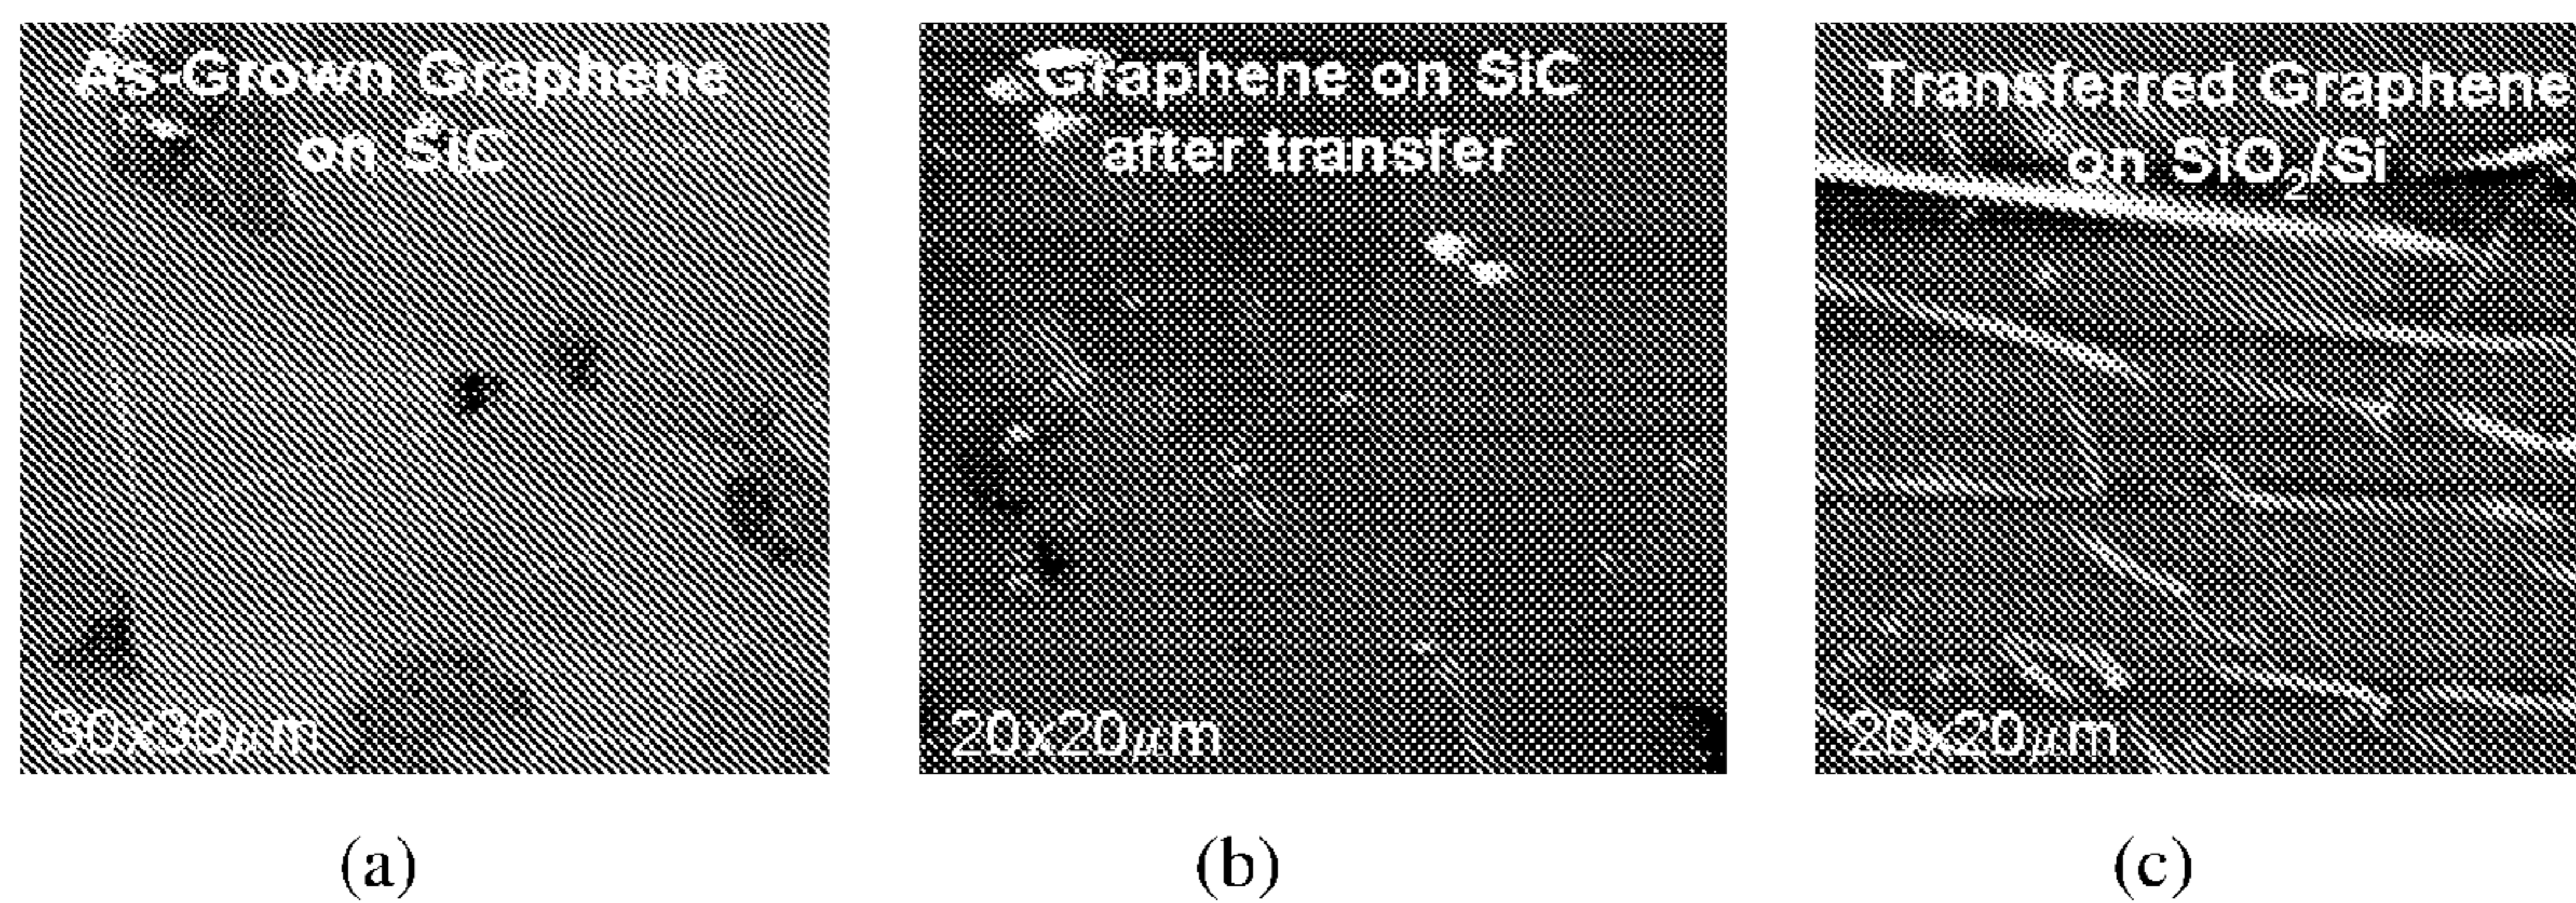 As-Grown Graphene
on SiC
30x30μm
(a)
Graphene on SiC
after transfer
20x20μm
(b)
Transferred Graphene
on SiO₂/Si
20x20μm
(c)